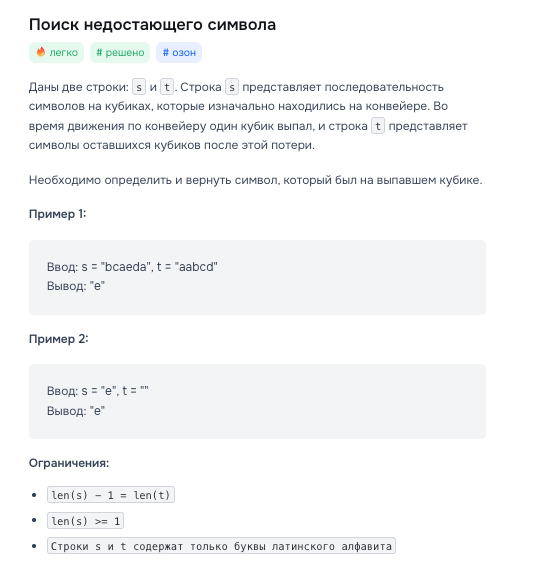 Поиск недостающего символа
🔥 легко # решено # озон
Даны две строки: s и t. Строка s представляет последовательность
символов на кубиках, которые изначально находились на конвейере. Во
время движения по конвейеру один кубик выпал, и строка t представляет
символы оставшихся кубиков после этой потери.
Необходимо определить и вернуть символ, который был на выпавшем кубике.
Пример 1:
Ввод: s = "bcaeda", t = "aabcd"
Вывод: "e"
Пример 2:
Ввод: s = "e", t = ""
Вывод: "e"
Ограничения:
• len(s) − 1 = len(t)
• len(s) >= 1
• Строки s и t содержат только буквы латинского алфавита